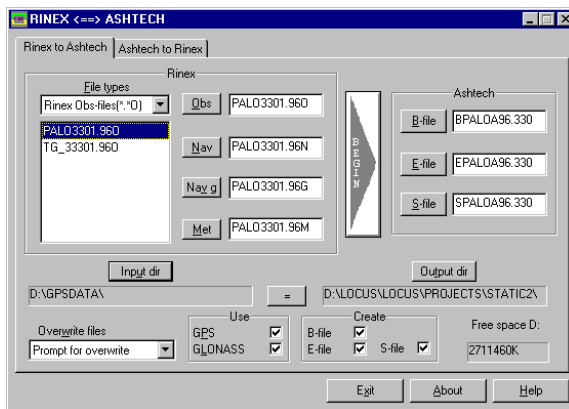 RINEX <==> ASHTECH
Rinex to Ashtech Ashtech to Rinex
Rinex
File types
Rinex Obs-files(*.*O)
PALO3301.96O
TG_33301.96O
Obs PALO3301.96O
Nav PALO3301.96N
Nav g PALO3301.96G
Met PALO3301.96M
BEGIN
Ashtech
B-file BPALOA96.330
E-file EPALOA96.330
S-file SPALOA96.330
Input dir
Output dir
D:\GPSDATA\ = D:\LOCUS\LOCUS\PROJECTS\STATIC2\
Overwrite files
Prompt for overwrite
Use
GPS
GLONASS
Create
B-file
E-file S-file
Free space D:
2711460K
Exit About Help